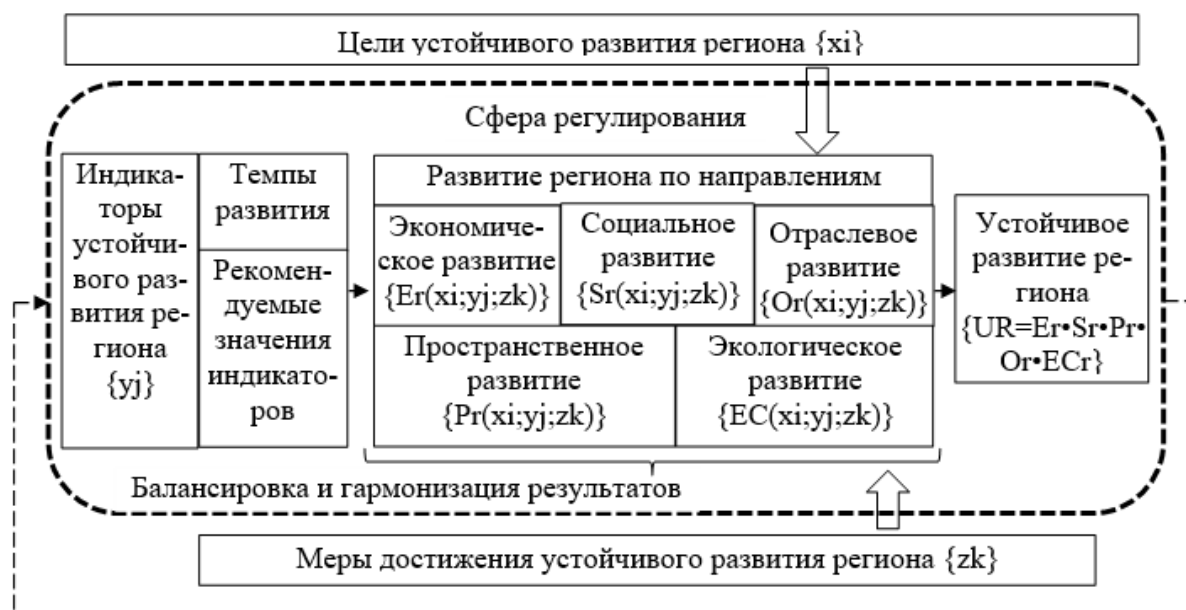 Цели устойчивого развития региона {xi}
Сфера регулирования
Индика-
торы
устойчи-
вого раз-
вития ре-
гиона
{yj}
Темпы
развития
Рекомен-
дуемые
значения
индикато-
ров
Развитие региона по направлениям
Экономиче-
ское развитие
{Er(xi;yj;zk)}
Социальное
развитие
{Sr(xi;yj;zk)}
Отраслевое
развитие
{Or(xi;yj;zk)}
Пространственное
развитие
{Pr(xi;yj;zk)}
Экологическое
развитие
{EC(xi;yj;zk)}
Устойчивое
развитие ре-
гиона
{UR=Er•Sr•Pr•
Or•ECr}
Балансировка и гармонизация результатов
Меры достижения устойчивого развития региона {zk}